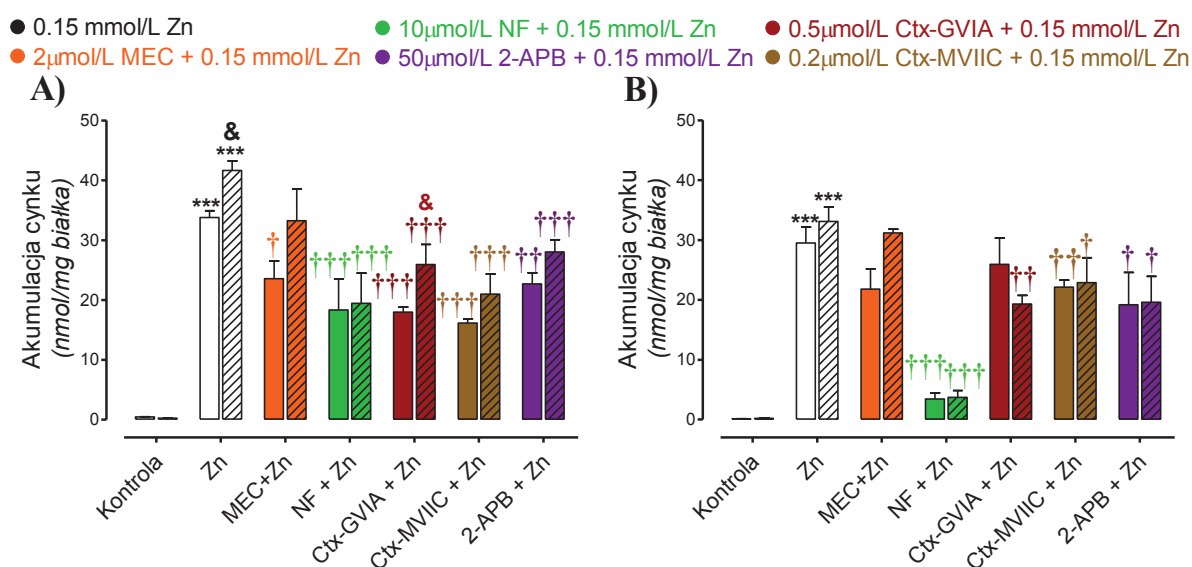 0.15 mmol/L Zn
10μmol/L NF + 0.15 mmol/L Zn
0.5μmol/L Ctx-GVIA + 0.15 mmol/L Zn
2μmol/L MEC + 0.15 mmol/L Zn
50μmol/L 2-APB + 0.15 mmol/L Zn
0.2μmol/L Ctx-MVIIC + 0.15 mmol/L Zn
A)
Akumulacja cynku
(nmol/mg białka)
50
40
30
20
10
0
***
&
***
†
†††
†††
†††
&
†††
†††
†††
††
†††
Kontrola
Zn
MEC+Zn
NF + Zn
Ctx-GVIA + Zn
Ctx-MVIIC + Zn
2-APB + Zn
B)
Akumulacja cynku
(nmol/mg białka)
50
40
30
20
10
0
***
***
†††
†††
††
††
†
†
†
Kontrola
Zn
MEC+Zn
NF + Zn
Ctx-GVIA + Zn
Ctx-MVIIC + Zn
2-APB + Zn